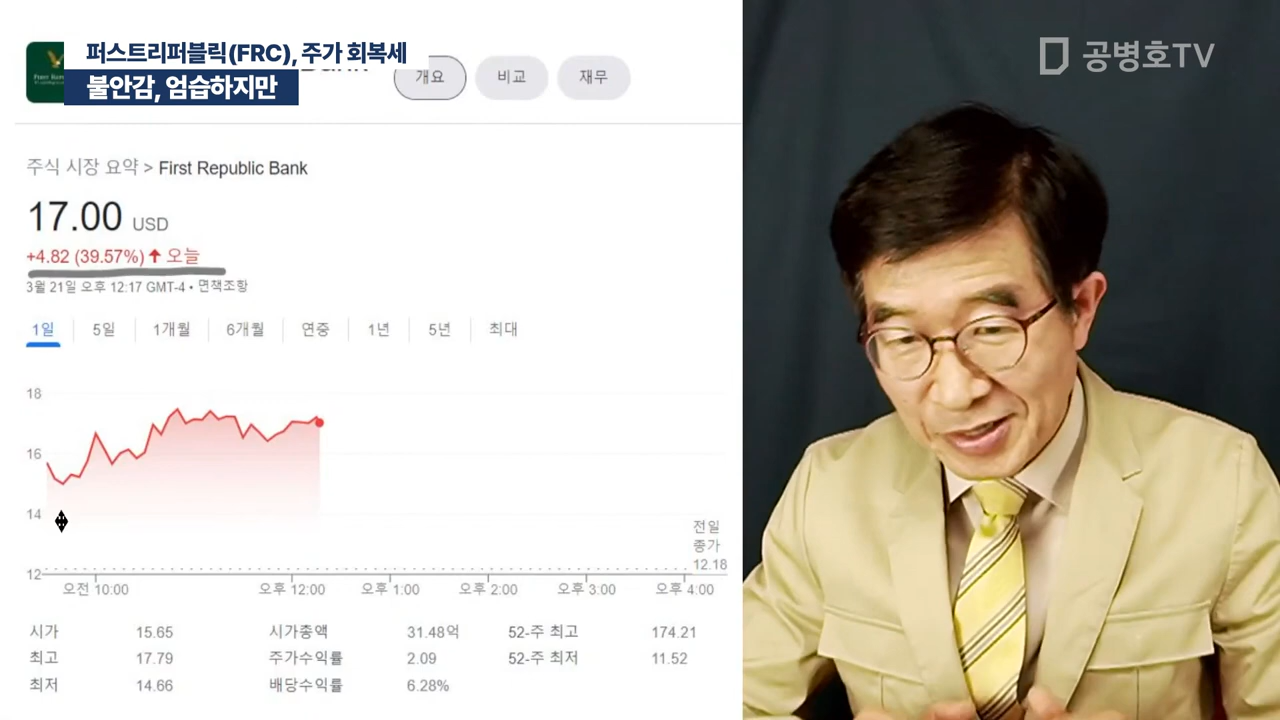 퍼스트리퍼블릭(FRC), 주가 회복세
불안감, 엄습하지만
공병호TV
개요 비교 재무
주식 시장 요약 > First Republic Bank
17.00 USD
+4.82 (39.57%) ↑ 오늘
3월 21일 오후 12:17 GMT-4 • 면책조항
1일 5일 1개월 6개월 연중 1년 5년 최대
18
16
14
12
전일
종가
12.18
오전 10:00 오후 12:00 오후 1:00 오후 2:00 오후 3:00 오후 4:00
시가 15.65 시가총액 31.48억 52-주 최고 174.21
최고 17.79 주가수익률 2.09 52-주 최저 11.52
최저 14.66 배당수익률 6.28%